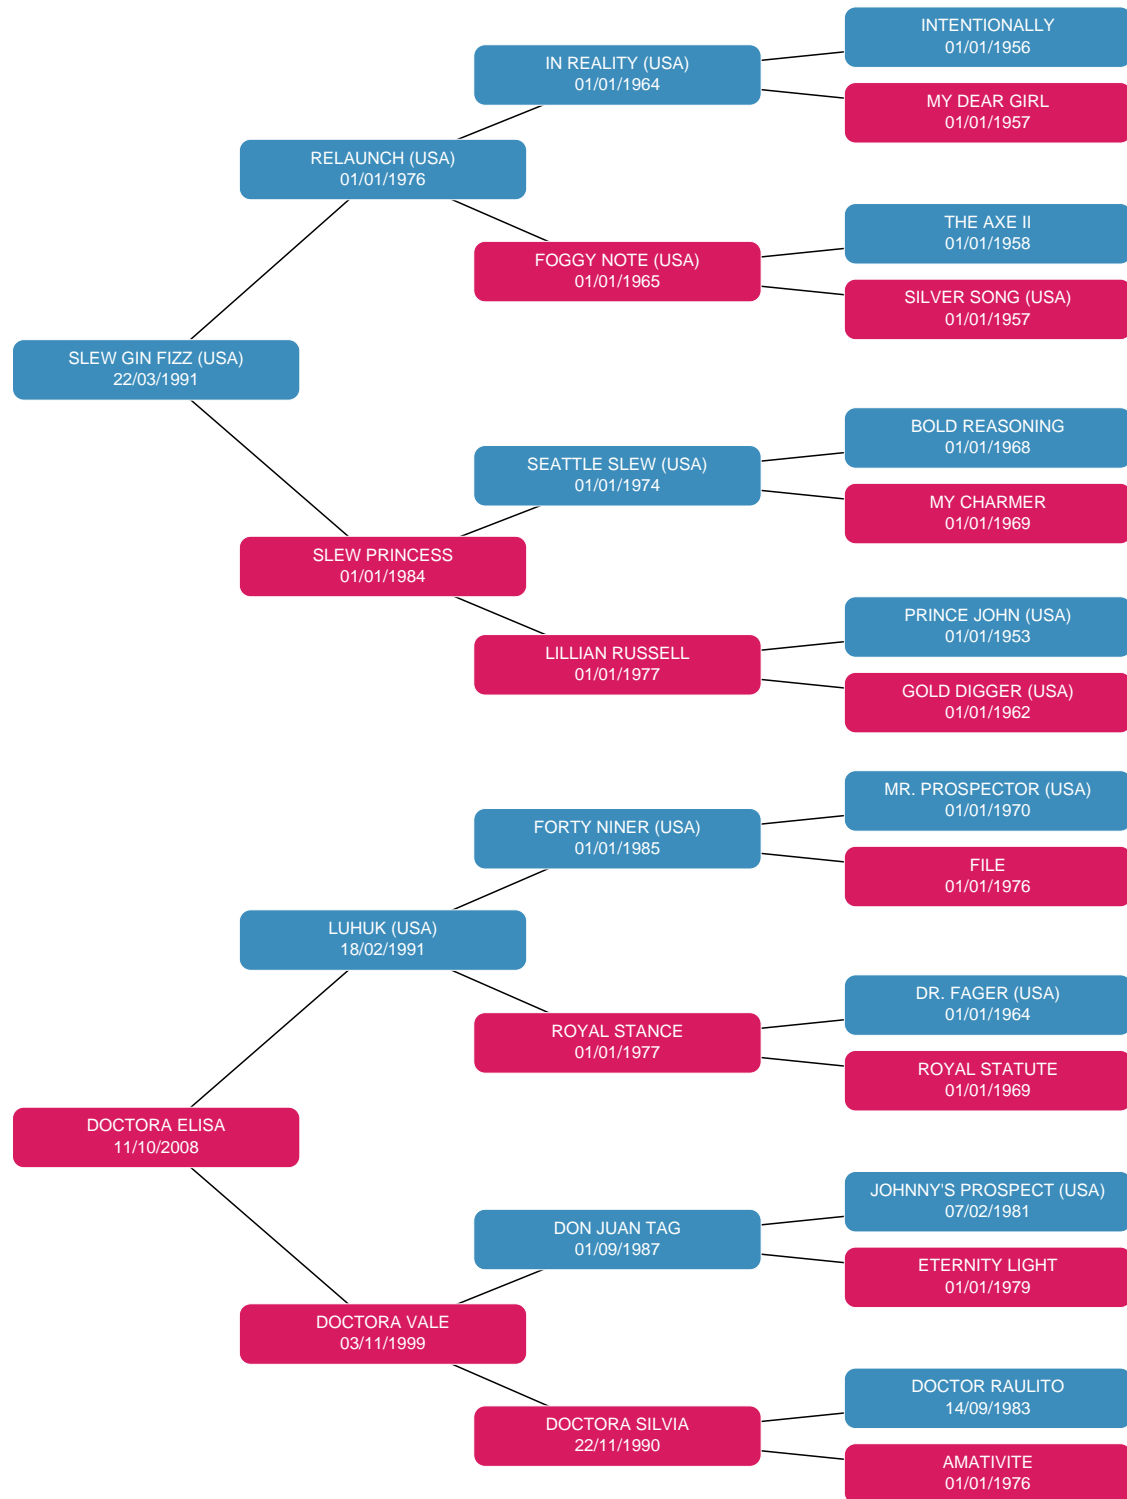 INTENTIONALLY
01/01/1956
IN REALITY (USA)
01/01/1964
MY DEAR GIRL
01/01/1957
RELAUNCH (USA)
01/01/1976
THE AXE II
01/01/1958
FOGGY NOTE (USA)
01/01/1965
SILVER SONG (USA)
01/01/1957
SLEW GIN FIZZ (USA)
22/03/1991
BOLD REASONING
01/01/1968
SEATTLE SLEW (USA)
01/01/1974
MY CHARMER
01/01/1969
SLEW PRINCESS
01/01/1984
PRINCE JOHN (USA)
01/01/1953
LILLIAN RUSSELL
01/01/1977
GOLD DIGGER (USA)
01/01/1962
MR. PROSPECTOR (USA)
01/01/1970
FORTY NINER (USA)
01/01/1985
FILE
01/01/1976
LUHUK (USA)
18/02/1991
DR. FAGER (USA)
01/01/1964
ROYAL STANCE
01/01/1977
ROYAL STATUTE
01/01/1969
DOCTORA ELISA
11/10/2008
JOHNNY'S PROSPECT (USA)
07/02/1981
DON JUAN TAG
01/09/1987
ETERNITY LIGHT
01/01/1979
DOCTORA VALE
03/11/1999
DOCTOR RAULITO
14/09/1983
DOCTORA SILVIA
22/11/1990
AMATIVITE
01/01/1976